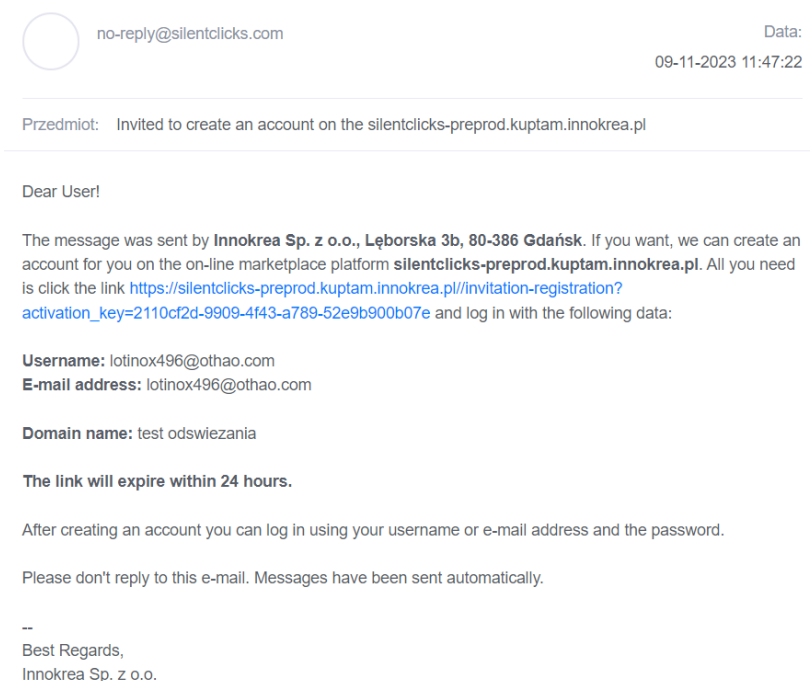 no-reply@silentclicks.com
Data:
09-11-2023 11:47:22
Przedmiot: Invited to create an account on the silentclicks-preprod.kuptam.innokrea.pl
Dear User!
The message was sent by Innokrea Sp. z o.o., Lęborska 3b, 80-386 Gdańsk. If you want, we can create an
account for you on the on-line marketplace platform silentclicks-preprod.kuptam.innokrea.pl. All you need
is click the link https://silentclicks-preprod.kuptam.innokrea.pl//invitation-registration?
activation_key=2110cf2d-9909-4f43-a789-52e9b900b07e and log in with the following data:
Username: lotinox496@othao.com
E-mail address: lotinox496@othao.com
Domain name: test odswiezania
The link will expire within 24 hours.
After creating an account you can log in using your username or e-mail address and the password.
Please don't reply to this e-mail. Messages have been sent automatically.
--
Best Regards,
Innokrea Sp. z o.o.